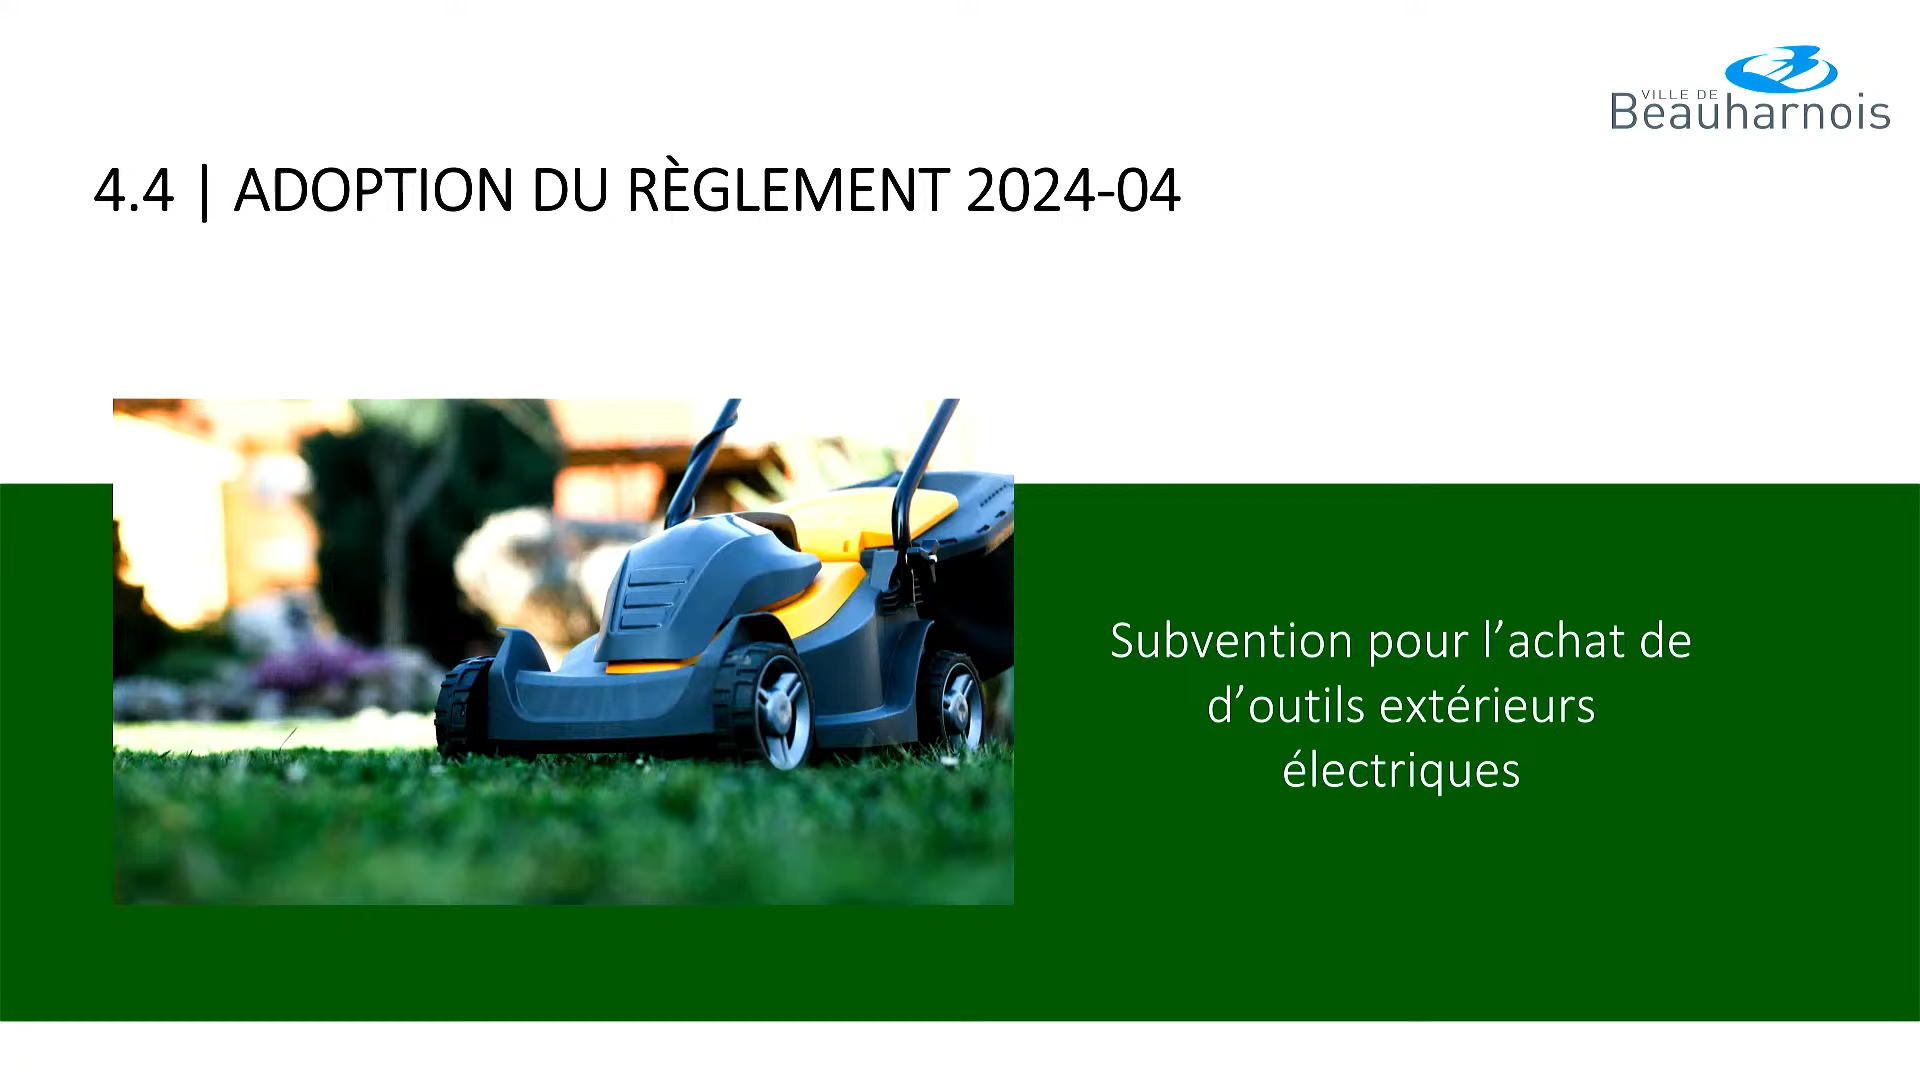 VILLE DE
Beauharnois
4.4 | ADOPTION DU RÈGLEMENT 2024-04
Subvention pour l’achat de
d’outils extérieurs
électriques